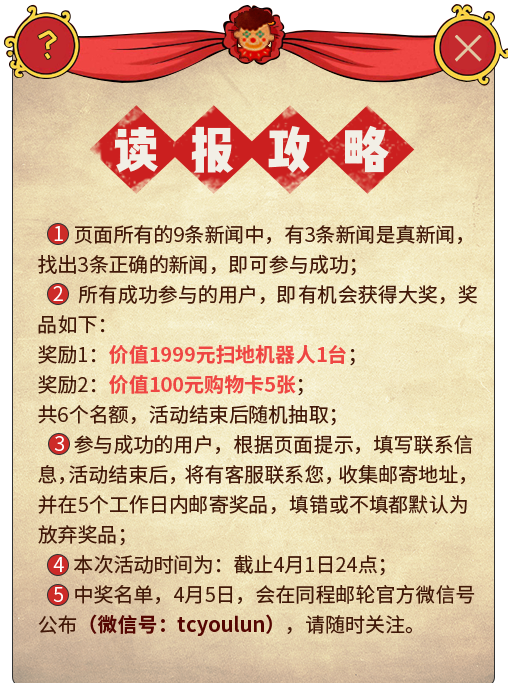 ?
读报攻略
1 页面所有的9条新闻中，有3条新闻是真新闻，
找出3条正确的新闻，即可参与成功；
2 所有成功参与的用户，即有机会获得大奖，奖
品如下：
奖励1：价值1999元扫地机器人1台；
奖励2：价值100元购物卡5张；
共6个名额，活动结束后随机抽取；
3 参与成功的用户，根据页面提示，填写联系信
息，活动结束后，将有客服联系您，收集邮寄地址，
并在5个工作日内邮寄奖品，填错或不填都默认为
放弃奖品；
4 本次活动时间为：截止4月1日24点；
5 中奖名单，4月5日，会在同程邮轮官方微信号
公布（微信号：tcyoulun），请随时关注。